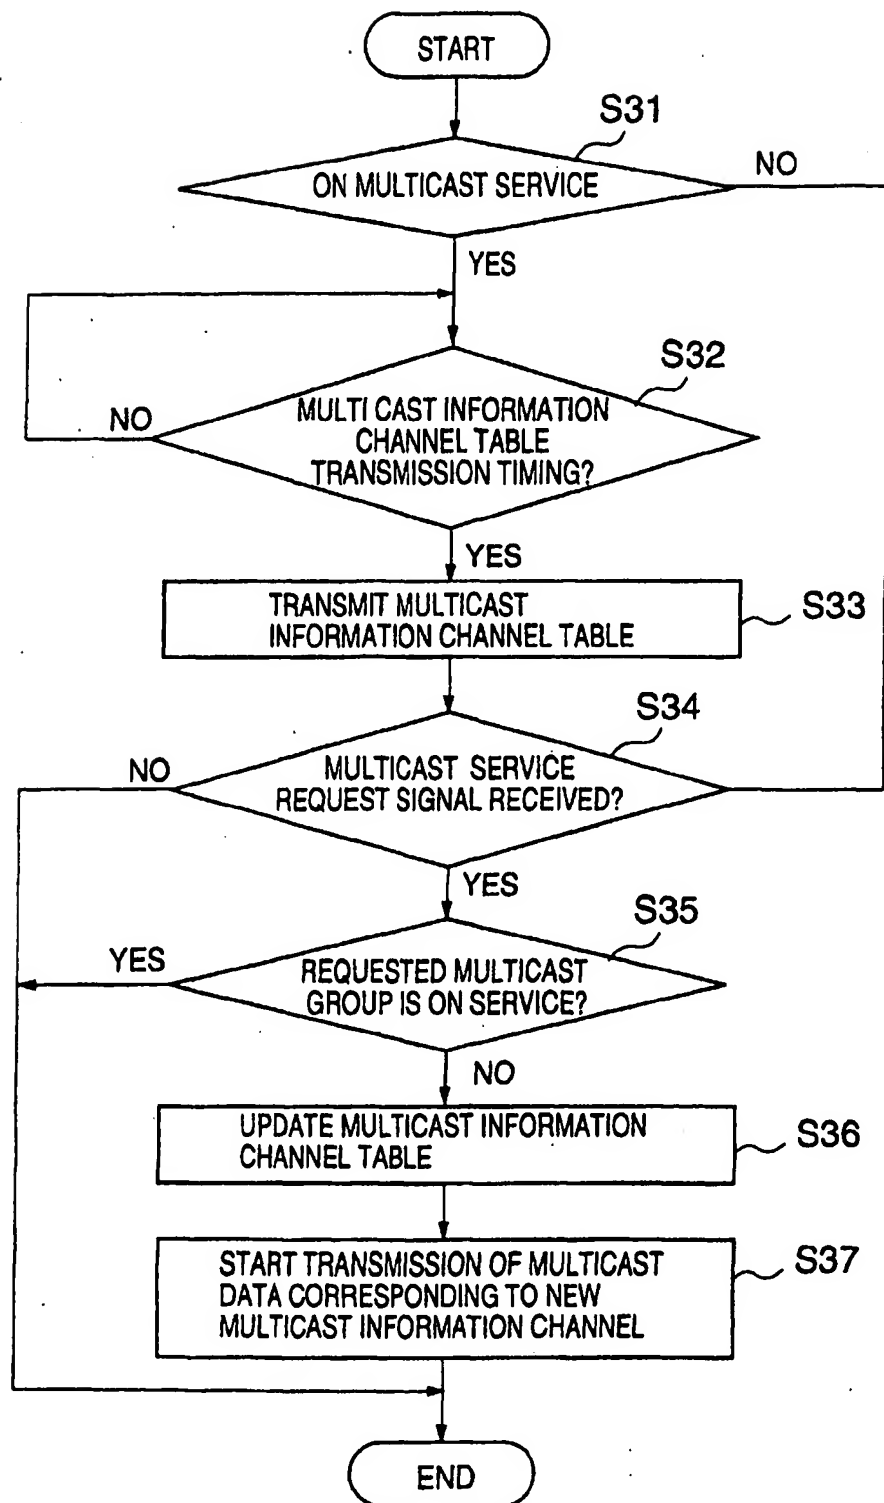 START
S31
ON MULTICAST SERVICE
NO
YES
S32
MULTI CAST INFORMATION
CHANNEL TABLE
TRANSMISSION TIMING?
NO
YES
TRANSMIT MULTICAST
INFORMATION CHANNEL TABLE
S33
S34
MULTICAST SERVICE
REQUEST SIGNAL RECEIVED?
NO
YES
S35
REQUESTED MULTICAST
GROUP IS ON SERVICE?
YES
NO
UPDATE MULTICAST INFORMATION
CHANNEL TABLE
S36
START TRANSMISSION OF MULTICAST
DATA CORRESPONDING TO NEW
MULTICAST INFORMATION CHANNEL
S37
END